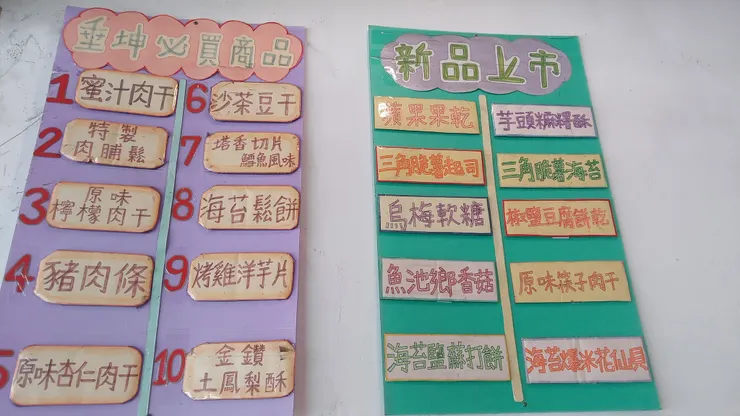 垂坤必買商品
1 蜜汁肉干
2 特製
肉脯鬆
3 原味
檸檬肉干
4 豬肉條
5 原味杏仁肉干
6 沙茶豆干
7 塔香切片
鱈魚風味
8 海苔鬆餅
9 烤雞洋芋片
10 金鑽
土鳳梨酥
新品上市
蘋果果乾
三角脆薯起司
烏梅軟糖
魚池鄉香菇
海苔鹽蘇打餅
芋頭麻糬酥
三角脆薯海苔
椒鹽豆腐餅乾
原味筷子肉干
海苔爆米花仙貝